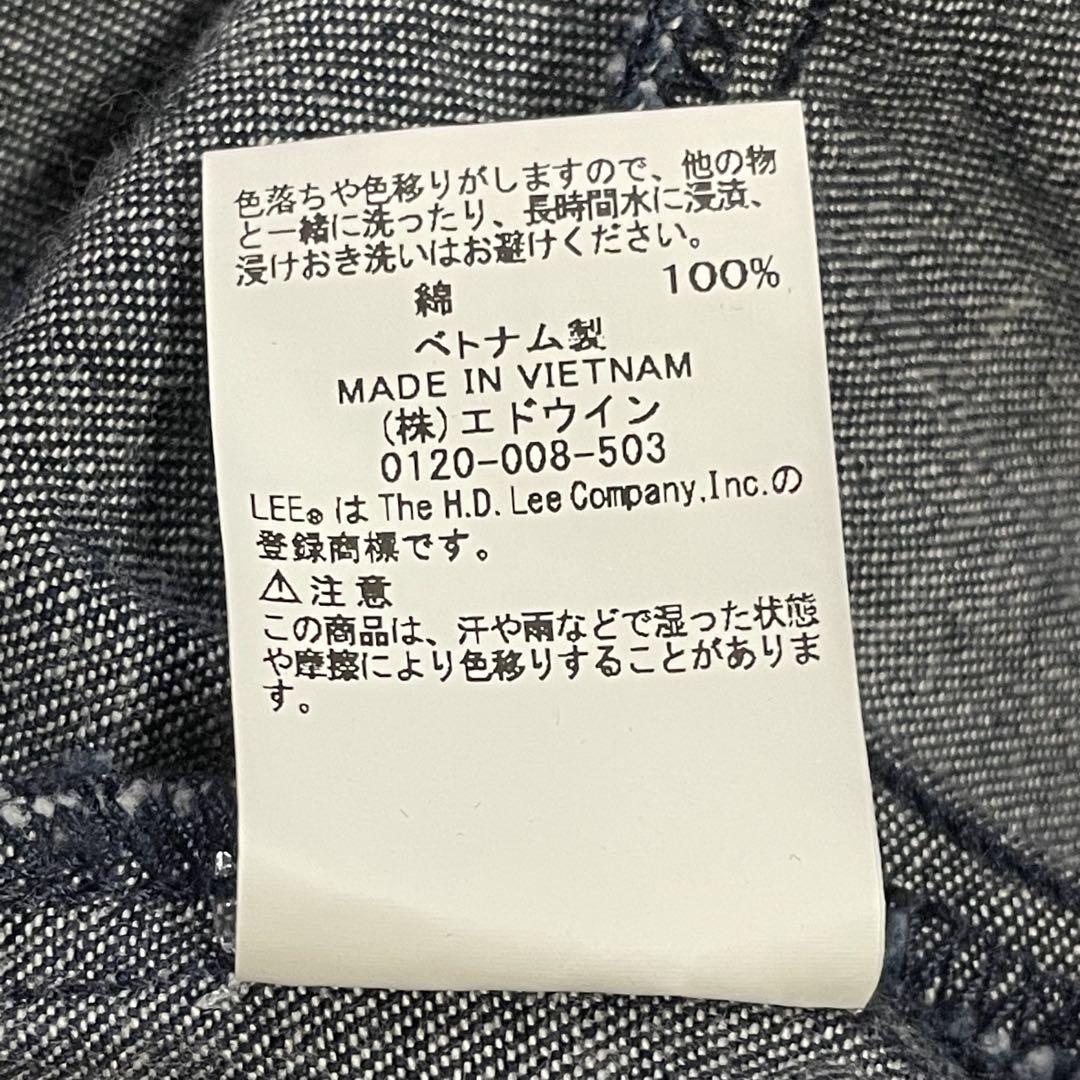 色落ちや色移りがしますので、他の物
と一緒に洗ったり、長時間水に浸漬、
浸けおき洗いはお避けください。
綿 100%
ベトナム製
MADE IN VIETNAM
(株)エドウイン
0120-008-503
LEE®は The H.D. Lee Company,Inc.の
登録商標です。
⚠注意
この商品は、汗や雨などで湿った状態
や摩擦により色移りすることがありま
す。